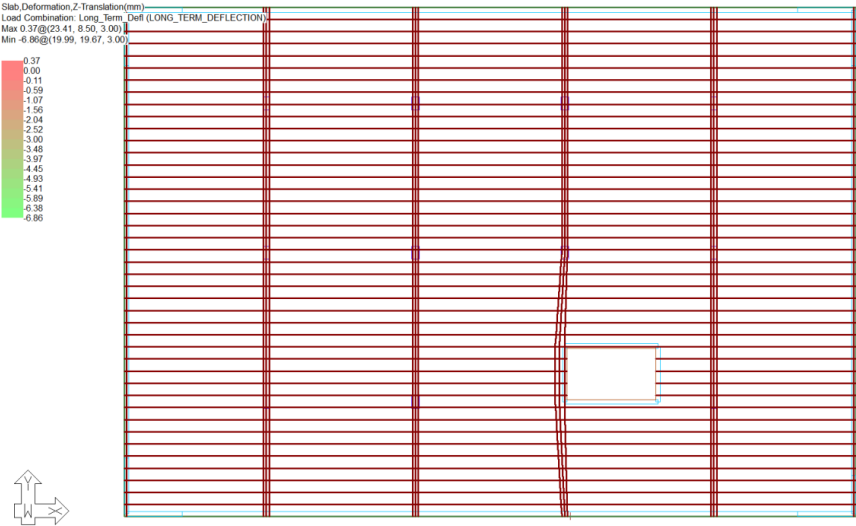 Slab,Deformation,Z-Translation(mm)
Load Combination: Long_Term_Defl (LONG_TERM_DEFLECTION)
Max 0.37@(23.41, 8.50, 3.00)
Min -6.86@(19.99, 19.67, 3.00)
0.37
0.00
-0.11
-0.59
-1.07
-1.56
-2.04
-2.52
-3.00
-3.48
-3.97
-4.45
-4.93
-5.41
-5.89
-6.38
-6.86
Y
W X